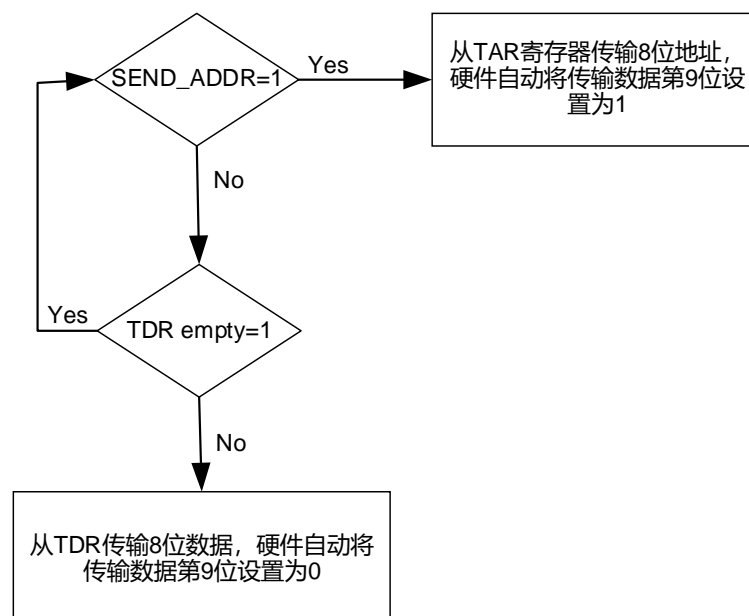 SEND_ADDR=1
Yes
从TAR寄存器传输8位地址，
硬件自动将传输数据第9位设
置为1
No
Yes
TDR empty=1
No
从TDR传输8位数据，硬件自动将
传输数据第9位设置为0